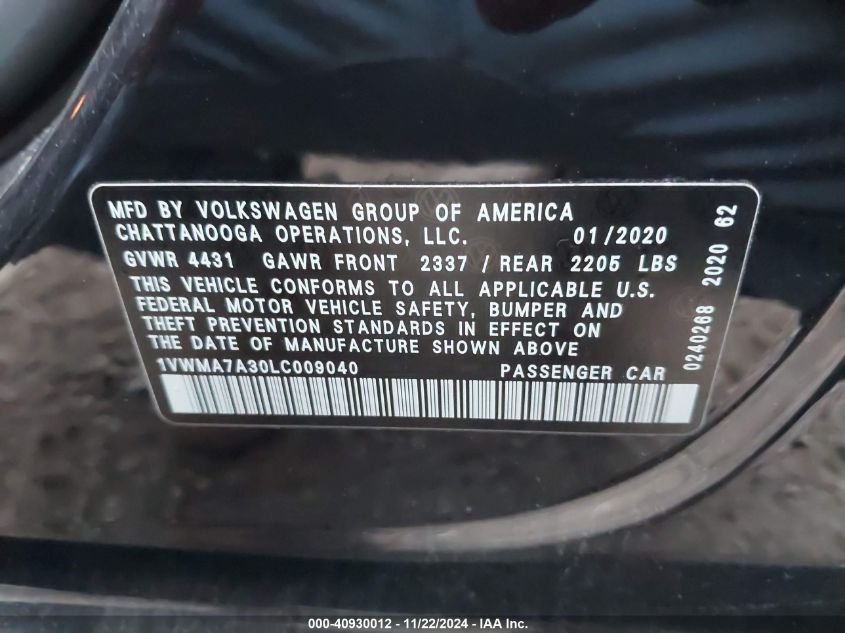 MFD BY VOLKSWAGEN GROUP OF AMERICA
CHATTANOOGA OPERATIONS, LLC. 01/2020
GVWR 4431 GAWR FRONT 2337 / REAR 2205 LBS
THIS VEHICLE CONFORMS TO ALL APPLICABLE U.S.
FEDERAL MOTOR VEHICLE SAFETY, BUMPER AND
THEFT PREVENTION STANDARDS IN EFFECT ON
THE DATE OF MANUFACTURE SHOWN ABOVE
1VWMA7A30LC009040 PASSENGER CAR
0240268 2020 62
000-40930012 - 11/22/2024 - IAA Inc.